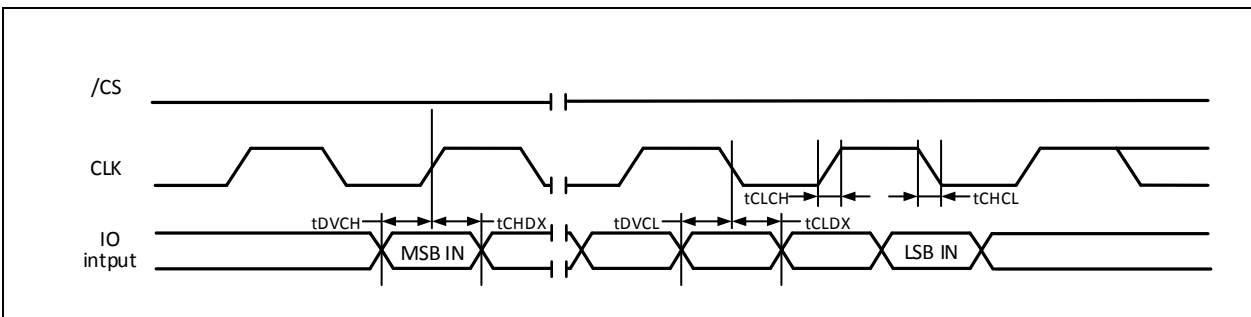 /CS
CLK
tCLCH
tCHCL
tDVCH
tCHDX
tDVCL
tCLDX
IO
intput
MSB IN
LSB IN